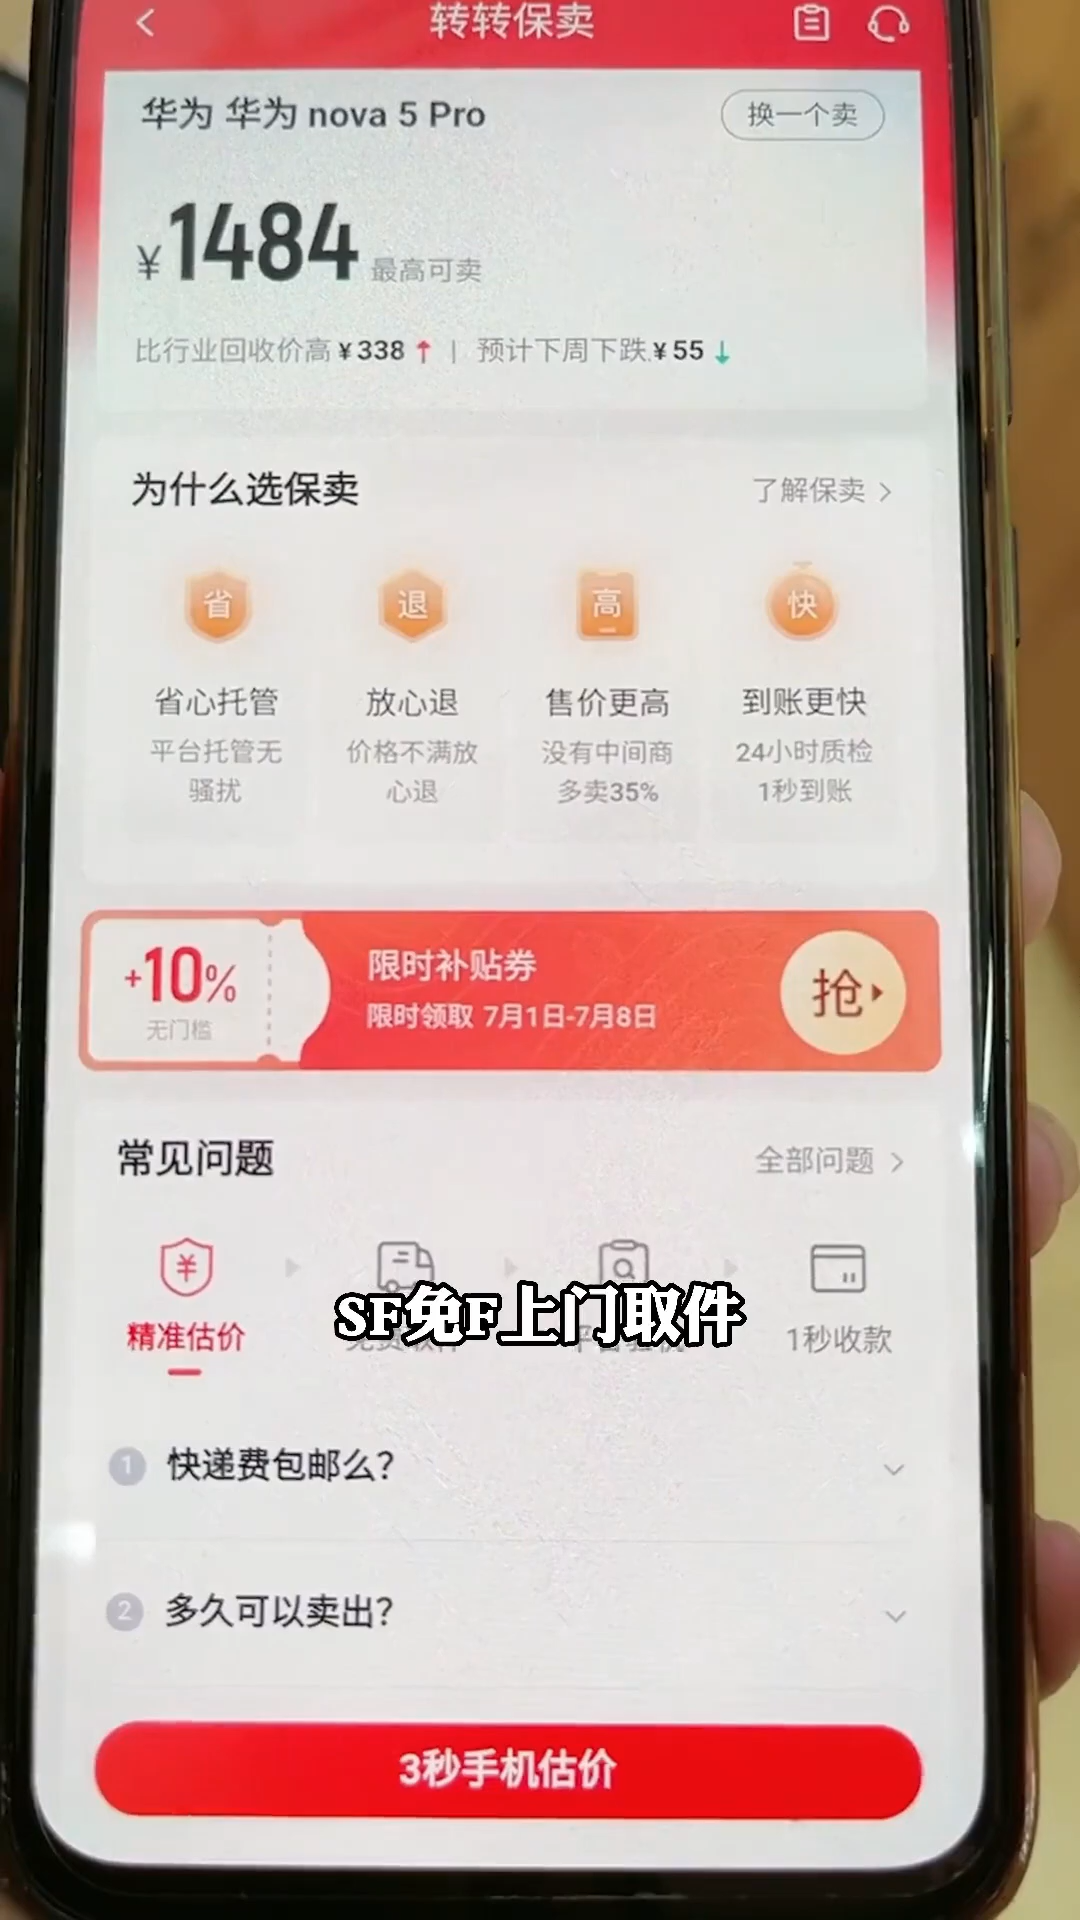 转转保卖
华为 华为 nova 5 Pro
换一个卖
¥1484 最高可卖
比行业回收价高¥338↑ | 预计下周下跌¥55↓
为什么选保卖
了解保卖 >
省
退
高
快
省心托管
放心退
售价更高
到账更快
平台托管无
骚扰
价格不满放
心退
没有中间商
多卖35%
24小时质检
1秒到账
+10%
无门槛
限时补贴券
限时领取 7月1日-7月8日
抢
常见问题
全部问题 >
¥
精准估价
SF免F上门取件
1秒收款
1 快递费包邮么?
2 多久可以卖出?
3秒手机估价